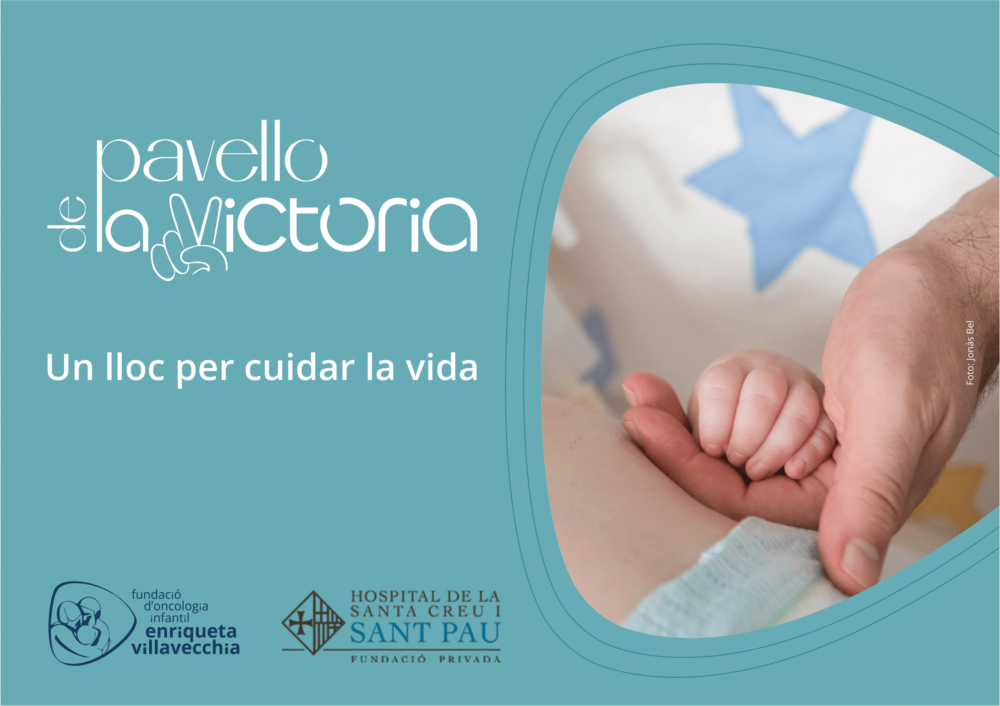 pavelló
de la Victoria
Un lloc per cuidar la vida
Foto: Jonás Bel
fundació
d'oncologia
infantil
enriqueta
villavecchia
HOSPITAL DE LA
SANTA CREU I
SANT PAU
FUNDACIÓ PRIVADA